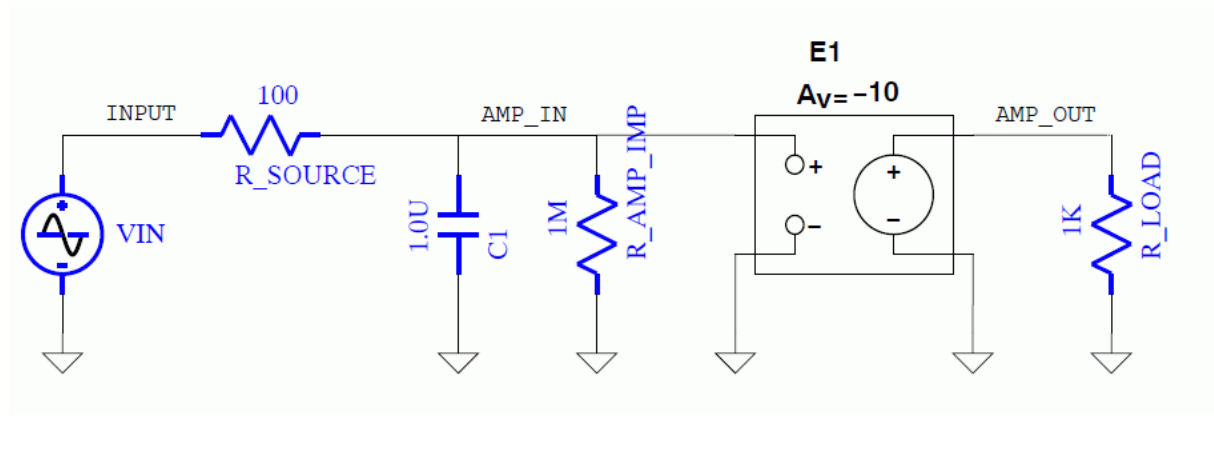 E1
Av=-10
INPUT
100
R_SOURCE
AMP_IN
AMP_OUT
VIN
1.0U
C1
1M
R_AMP_IMP
+
-
+
-
1K
R_LOAD